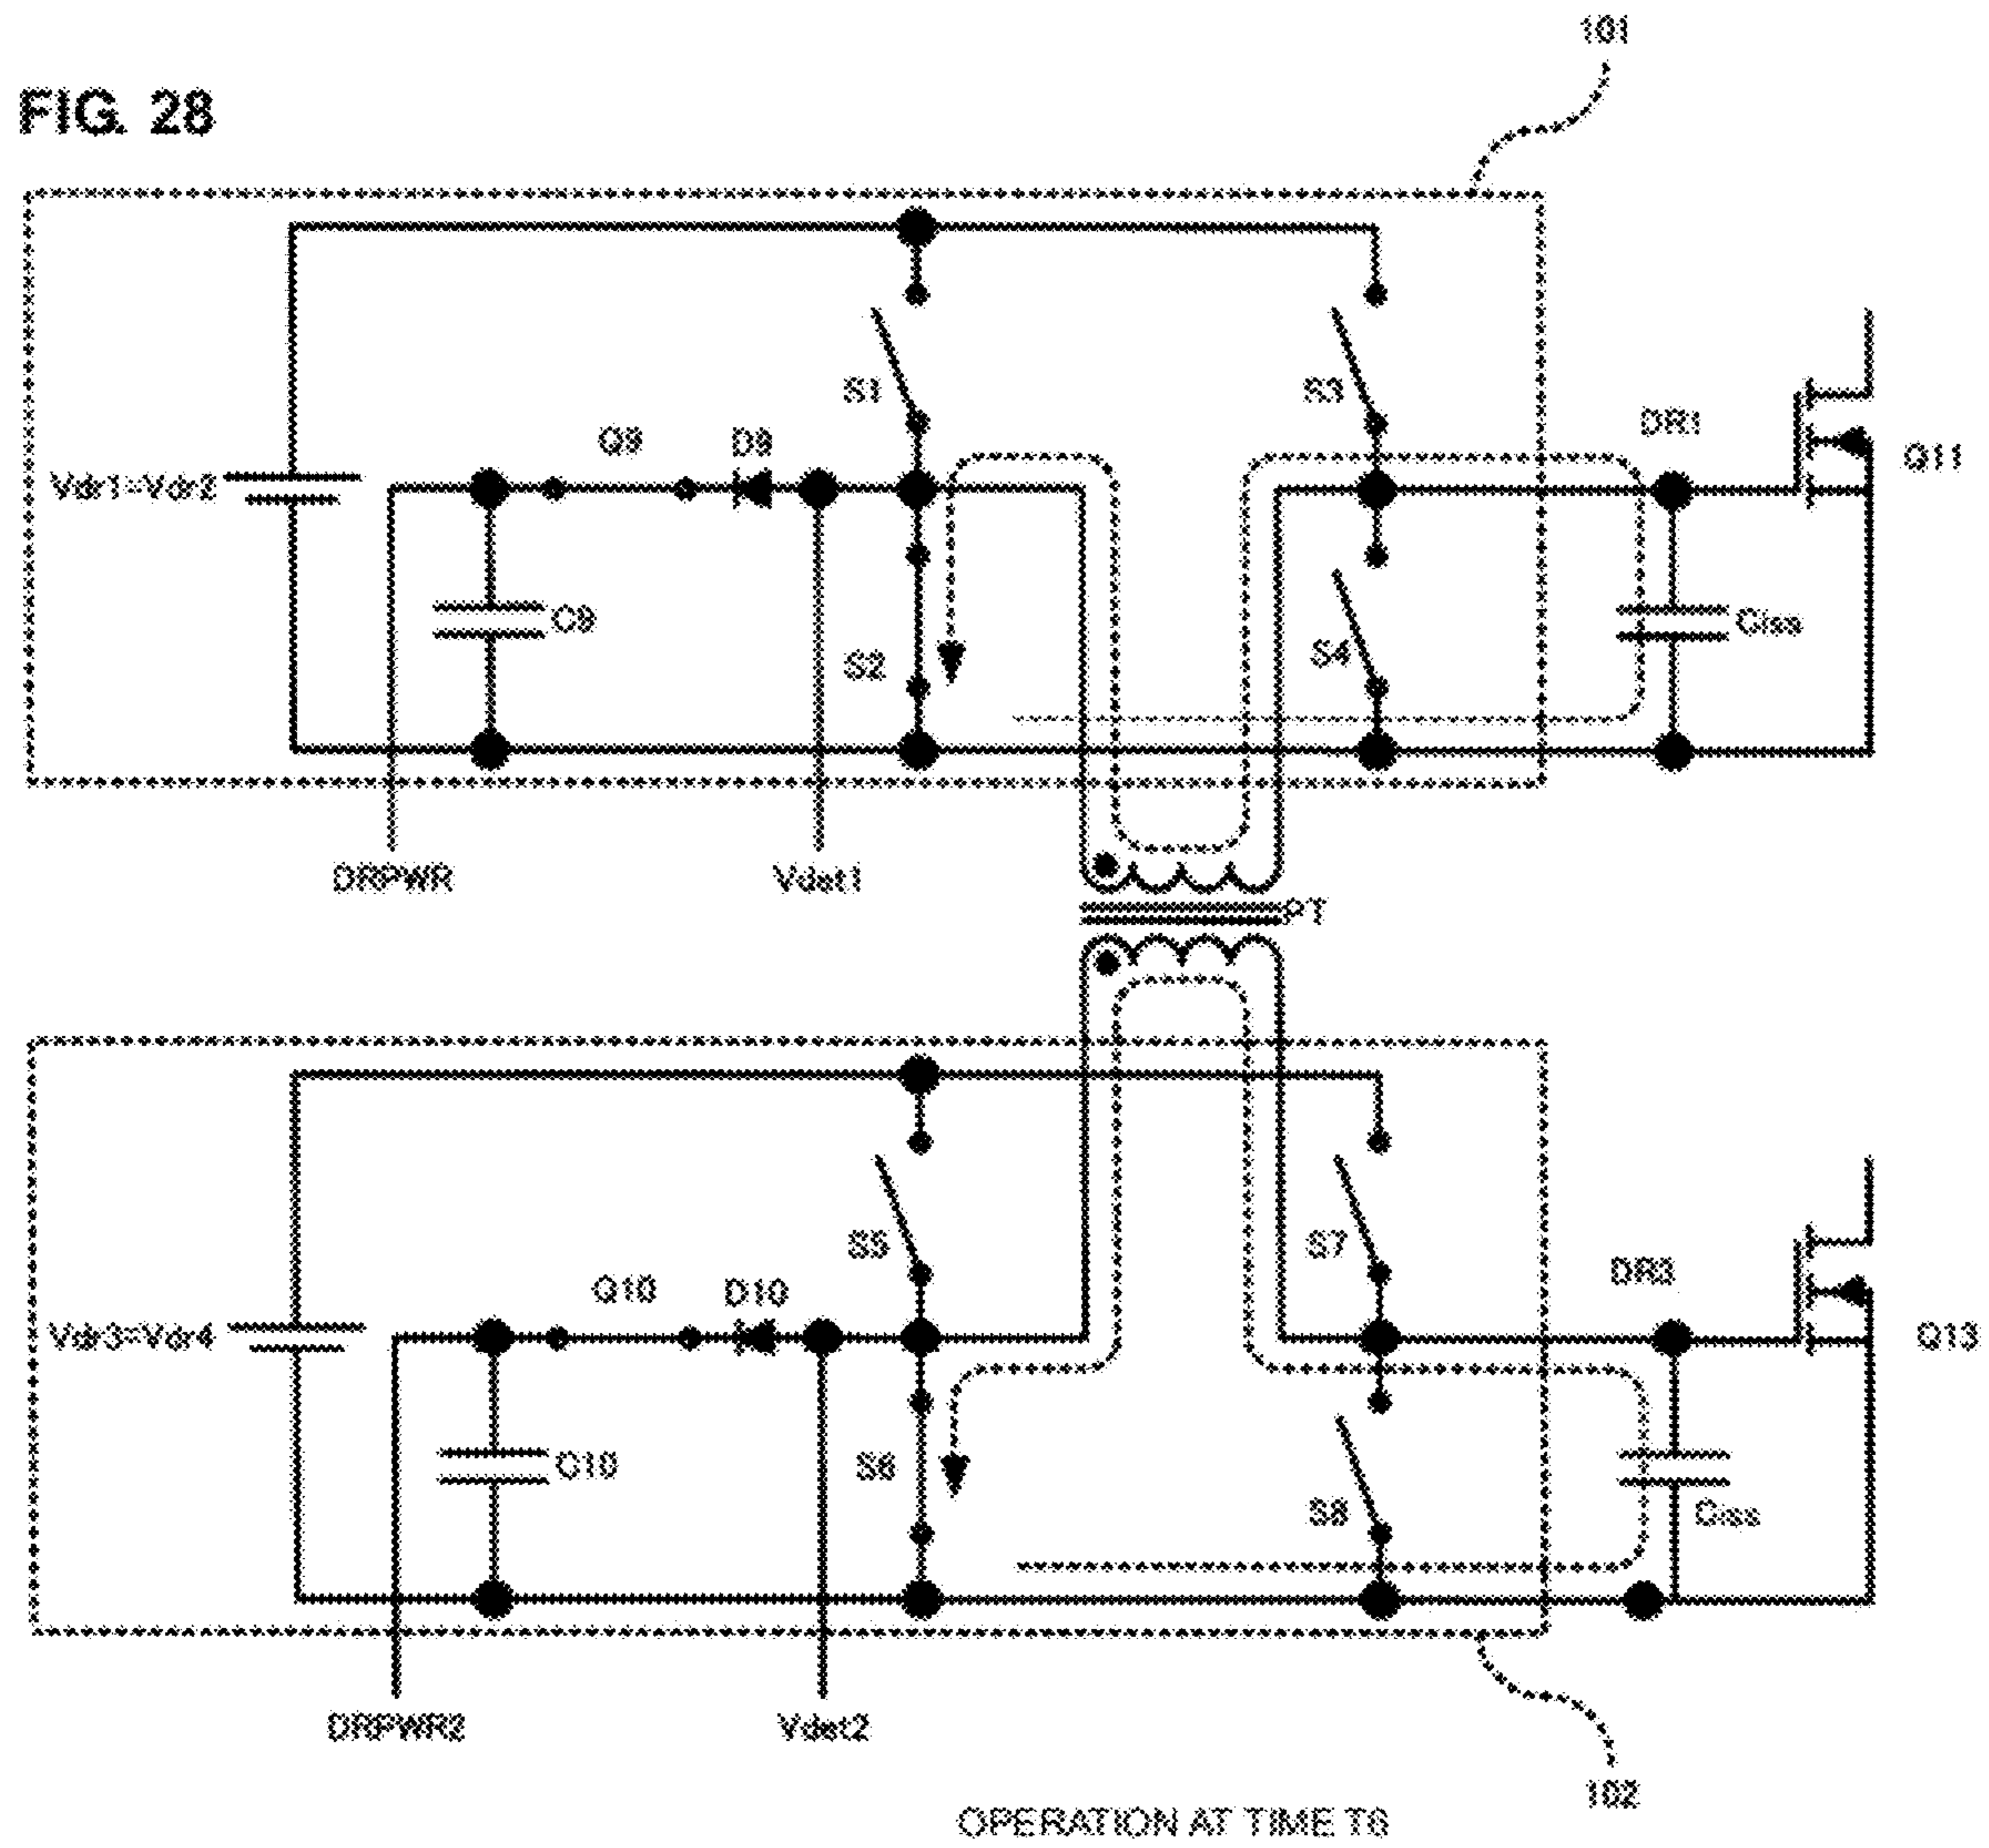 101
FIG. 28
S1
S3
Q9
D9
DR1
Q11
Vdr1=Vdr2
C9
S2
S4
Ciss
DRPWR
Vdet1
PT
S5
S7
Q10
D10
DR3
Vdr3=Vdr4
Q13
C10
S6
S8
Ciss
DRPWR2
Vdet2
102
OPERATION AT TIME T6